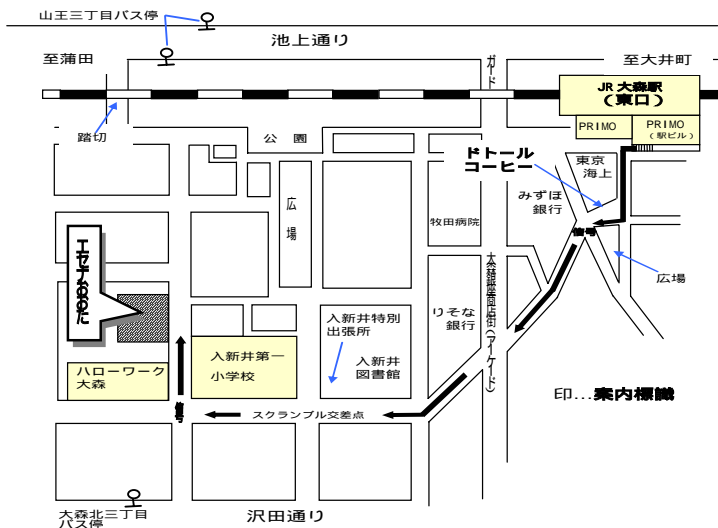 山王三丁目バス停
池上通り
至蒲田
ガード
至大井町
JR 大森駅
(東口)
PRIMO
PRIMO
(駅ビル)
踏切
公園
ドトール
コーヒー
東京
海上
みずほ
銀行
広場
牧田病院
信号
広場
エセナおおた
大森銀座商店街(アーケード)
りそな
銀行
入新井特別
出張所
入新井
図書館
入新井第一
小学校
ハローワーク
大森
信号
スクランブル交差点
印…案内標識
大森北三丁目
バス停
沢田通り